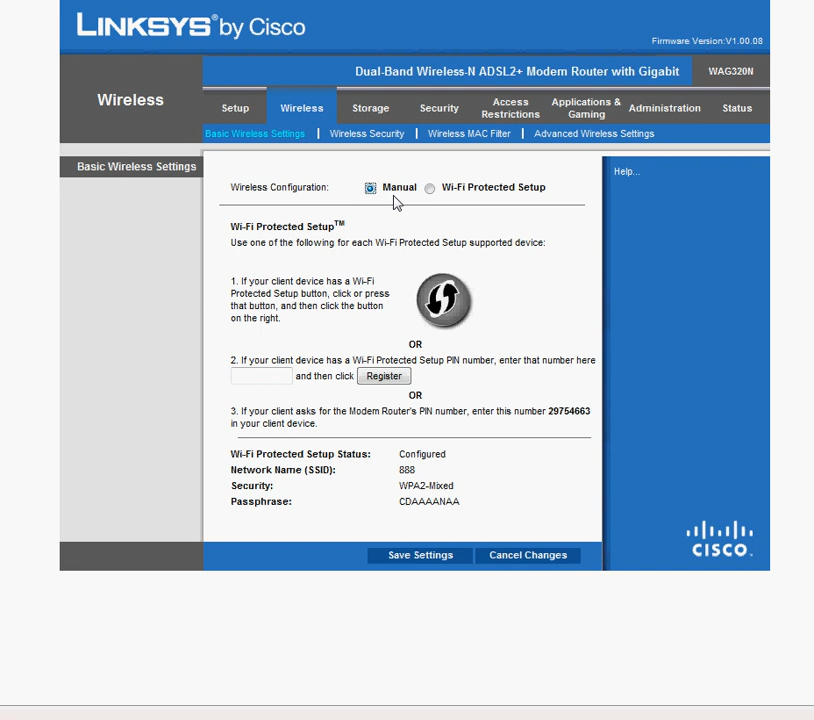 LINKSYS® by Cisco
Firmware Version:V1.00.08
Dual-Band Wireless-N ADSL2+ Modem Router with Gigabit WAG320N
Wireless
Setup Wireless Storage Security Access Restrictions Applications & Gaming Administration Status
Basic Wireless Settings | Wireless Security | Wireless MAC Filter | Advanced Wireless Settings
Basic Wireless Settings
Help...
Wireless Configuration: Manual Wi-Fi Protected Setup
Wi-Fi Protected Setup™
Use one of the following for each Wi-Fi Protected Setup supported device:
1. If your client device has a Wi-Fi
Protected Setup button, click or press
that button, and then click the button
on the right.
OR
2. If your client device has a Wi-Fi Protected Setup PIN number, enter that number here
and then click Register
OR
3. If your client asks for the Modem Router's PIN number, enter this number 29754663
in your client device.
Wi-Fi Protected Setup Status: Configured
Network Name (SSID): 888
Security: WPA2-Mixed
Passphrase: CDAAAANAA
Save Settings Cancel Changes
CISCO.